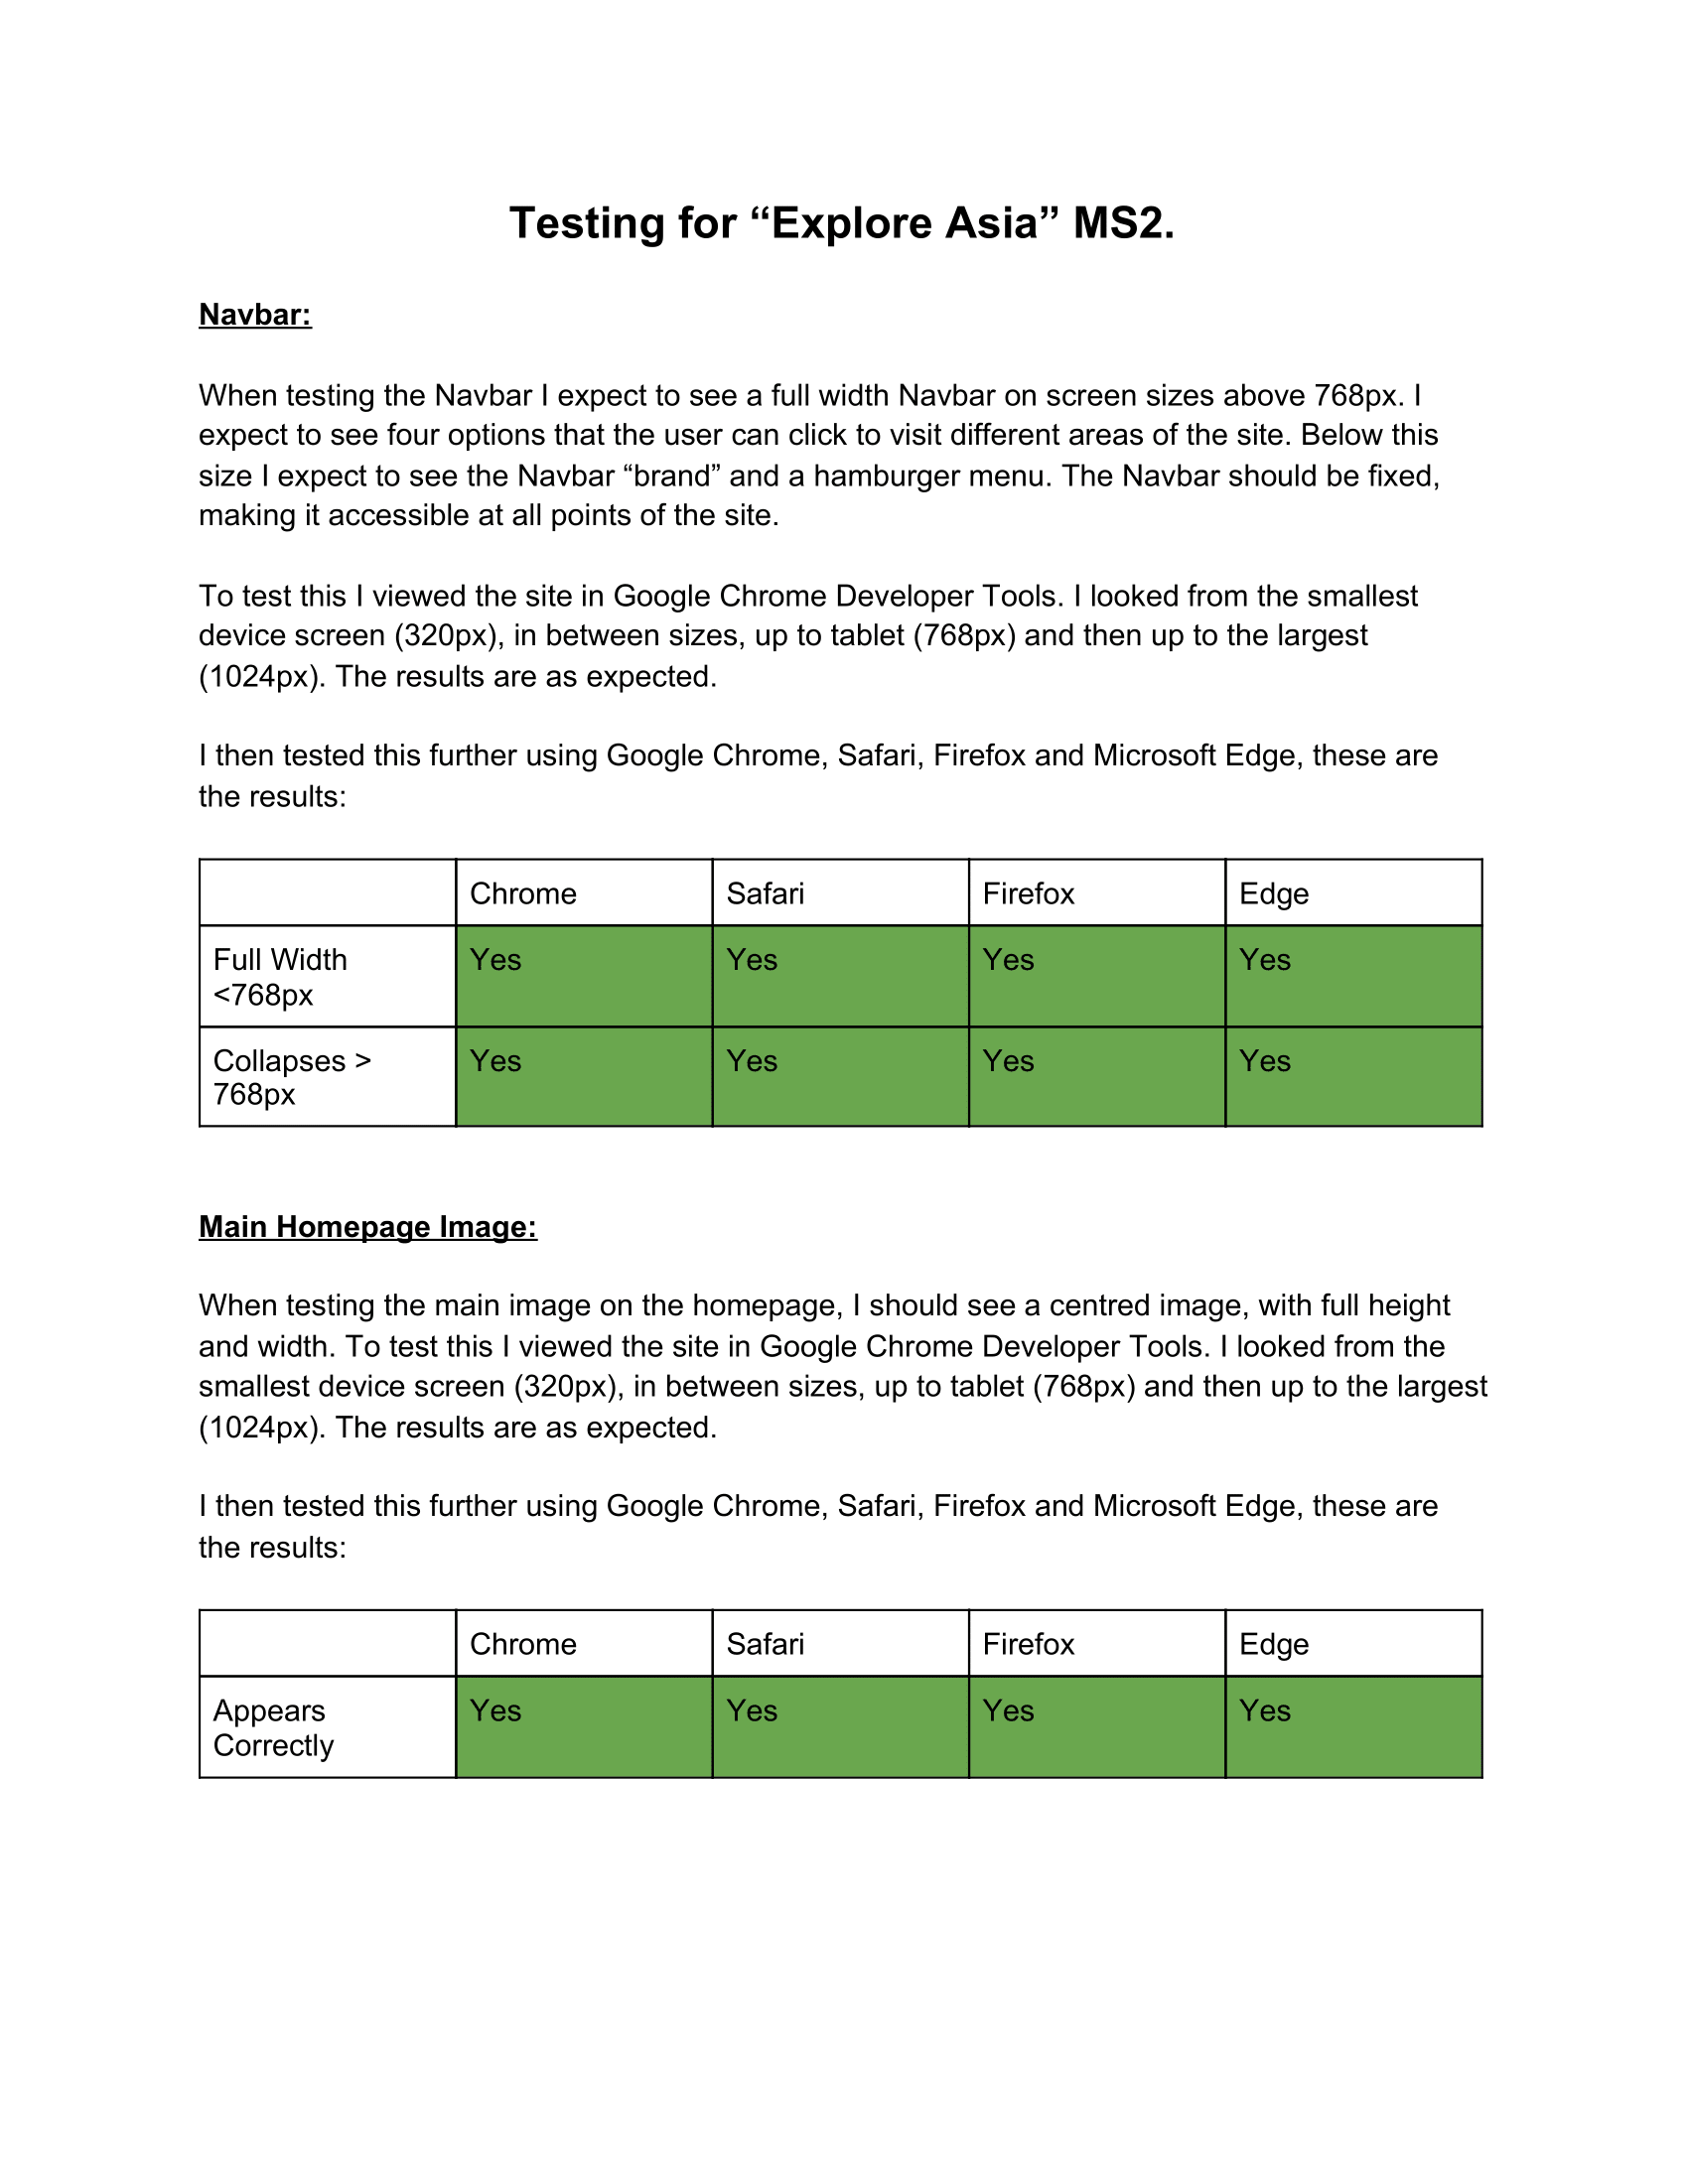 Testing for “Explore Asia” MS2.
Navbar:
When testing the Navbar I expect to see a full width Navbar on screen sizes above 768px. I
expect to see four options that the user can click to visit different areas of the site. Below this
size I expect to see the Navbar “brand” and a hamburger menu. The Navbar should be fixed,
making it accessible at all points of the site.
To test this I viewed the site in Google Chrome Developer Tools. I looked from the smallest
device screen (320px), in between sizes, up to tablet (768px) and then up to the largest
(1024px). The results are as expected.
I then tested this further using Google Chrome, Safari, Firefox and Microsoft Edge, these are
the results:
Chrome Safari Firefox Edge
Full Width Yes Yes Yes Yes
<768px
Collapses > Yes Yes Yes Yes
768px
Main Homepage Image:
When testing the main image on the homepage, I should see a centred image, with full height
and width. To test this I viewed the site in Google Chrome Developer Tools. I looked from the
smallest device screen (320px), in between sizes, up to tablet (768px) and then up to the largest
(1024px). The results are as expected.
I then tested this further using Google Chrome, Safari, Firefox and Microsoft Edge, these are
the results:
Chrome Safari Firefox Edge
Appears Yes Yes Yes Yes
Correctly